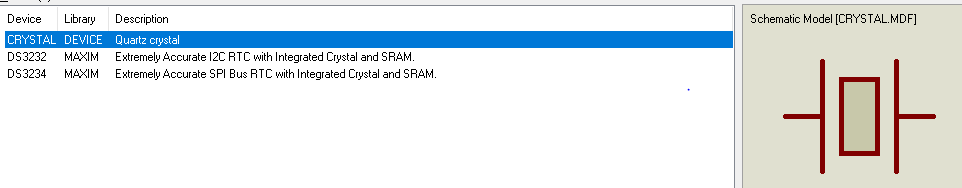 Device Library Description
CRYSTAL DEVICE Quartz crystal
DS3232 MAXIM Extremely Accurate I2C RTC with Integrated Crystal and SRAM.
DS3234 MAXIM Extremely Accurate SPI Bus RTC with Integrated Crystal and SRAM.
Schematic Model [CRYSTAL.MDF]